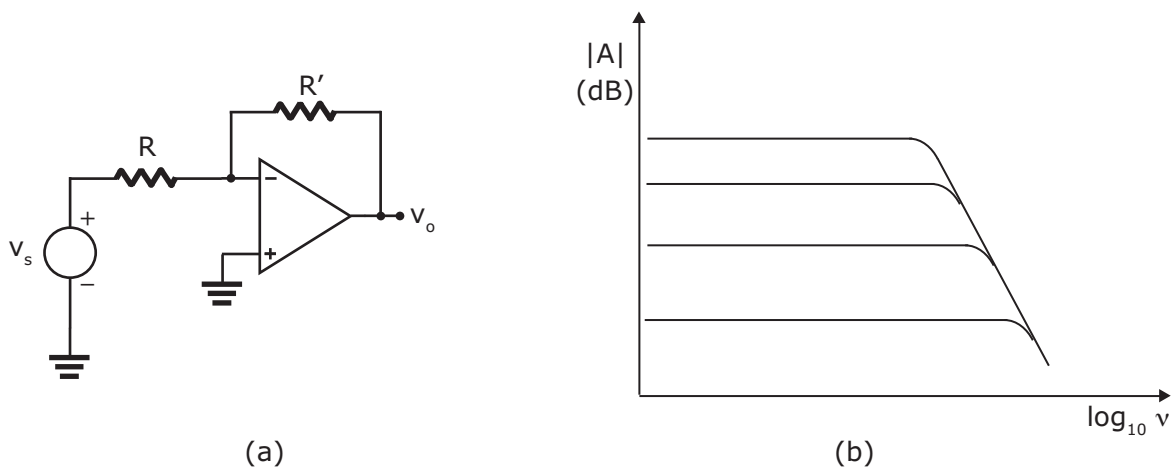 R′
R
−
+
+
v_s
−
v_o
(a)
|A|
(dB)
log₁₀ ν
(b)